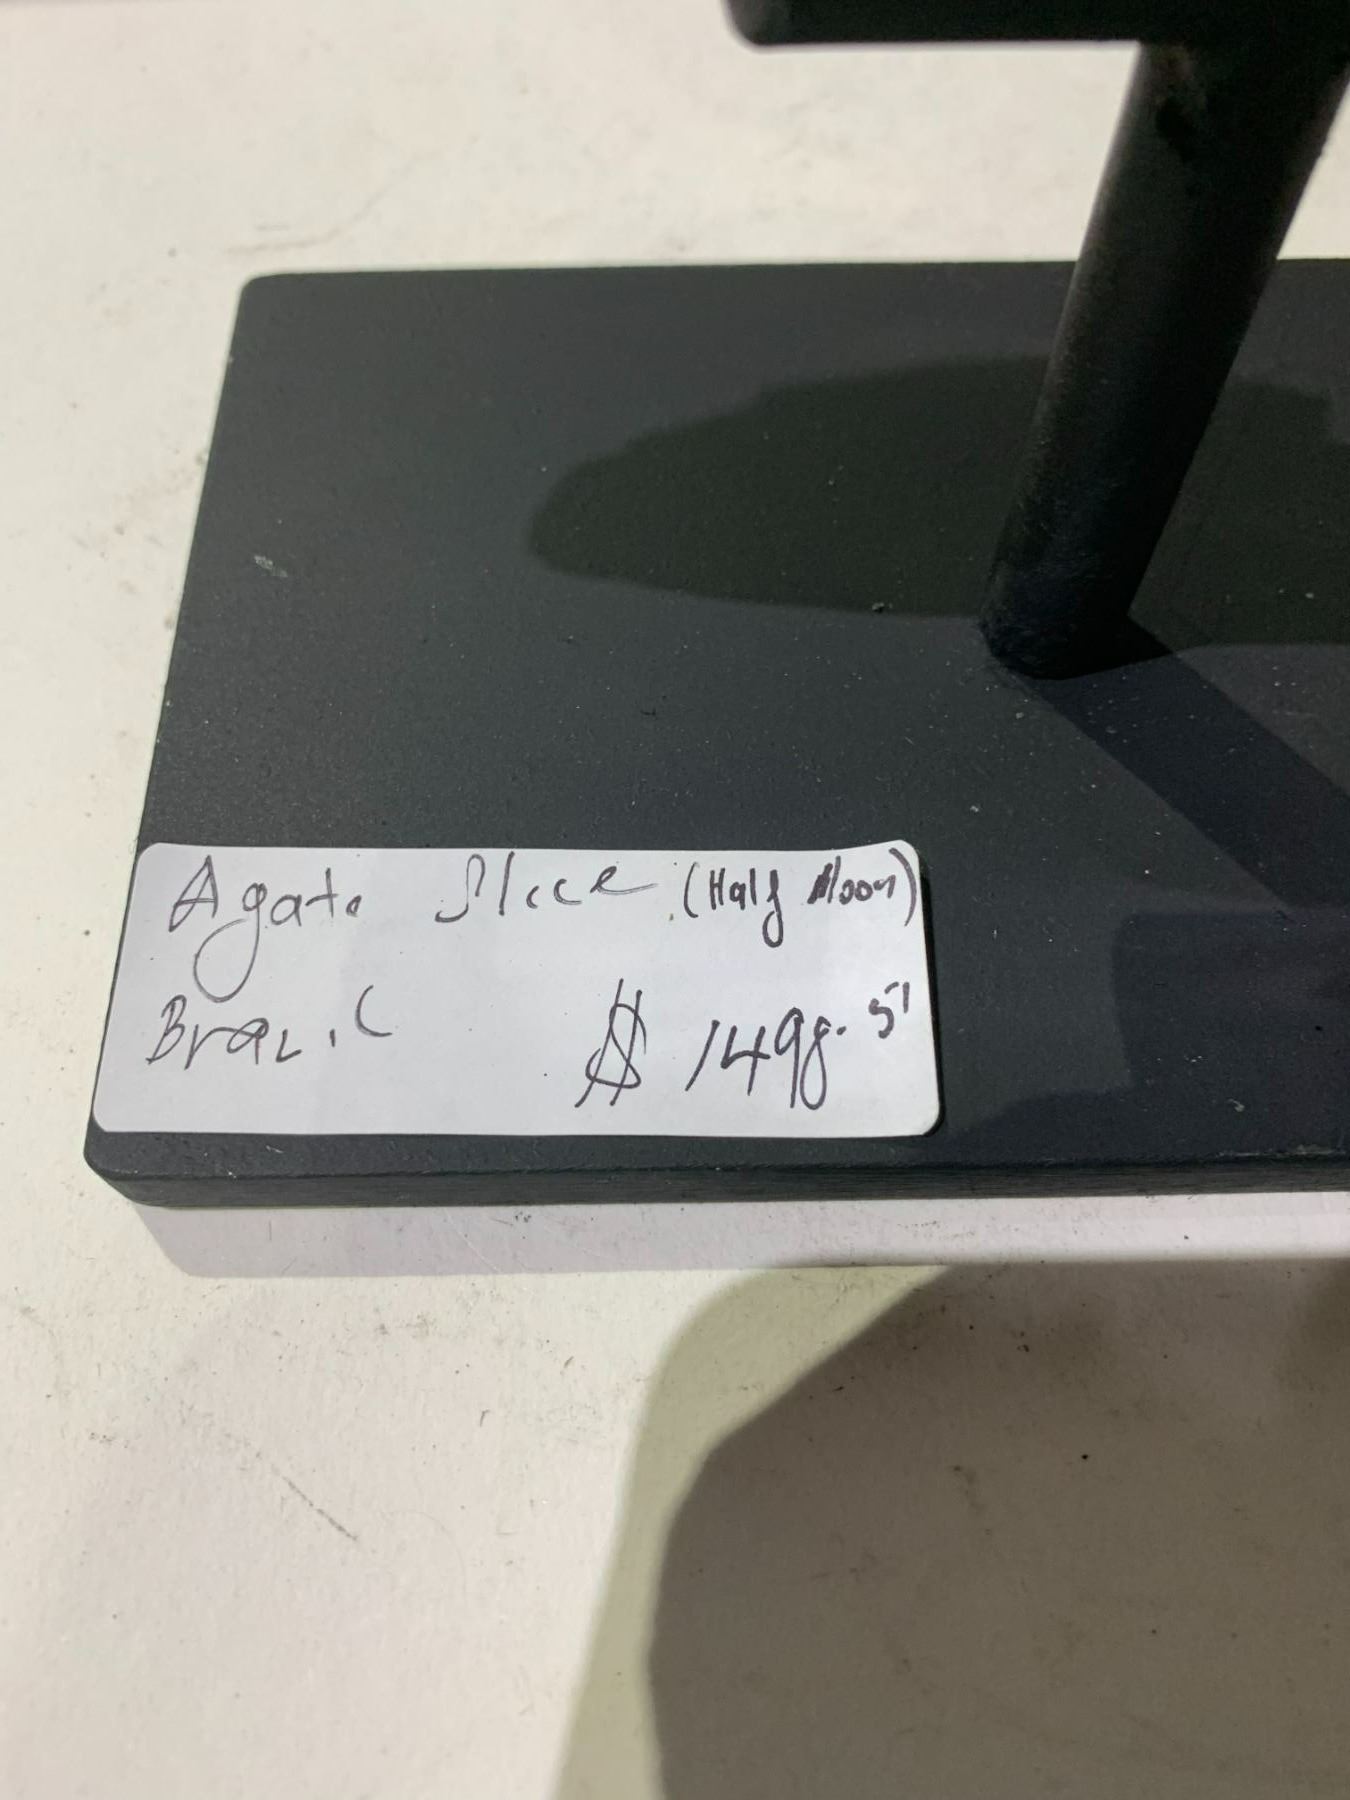 Agate Slice (Half Moon)
Brazil $ 1498.51